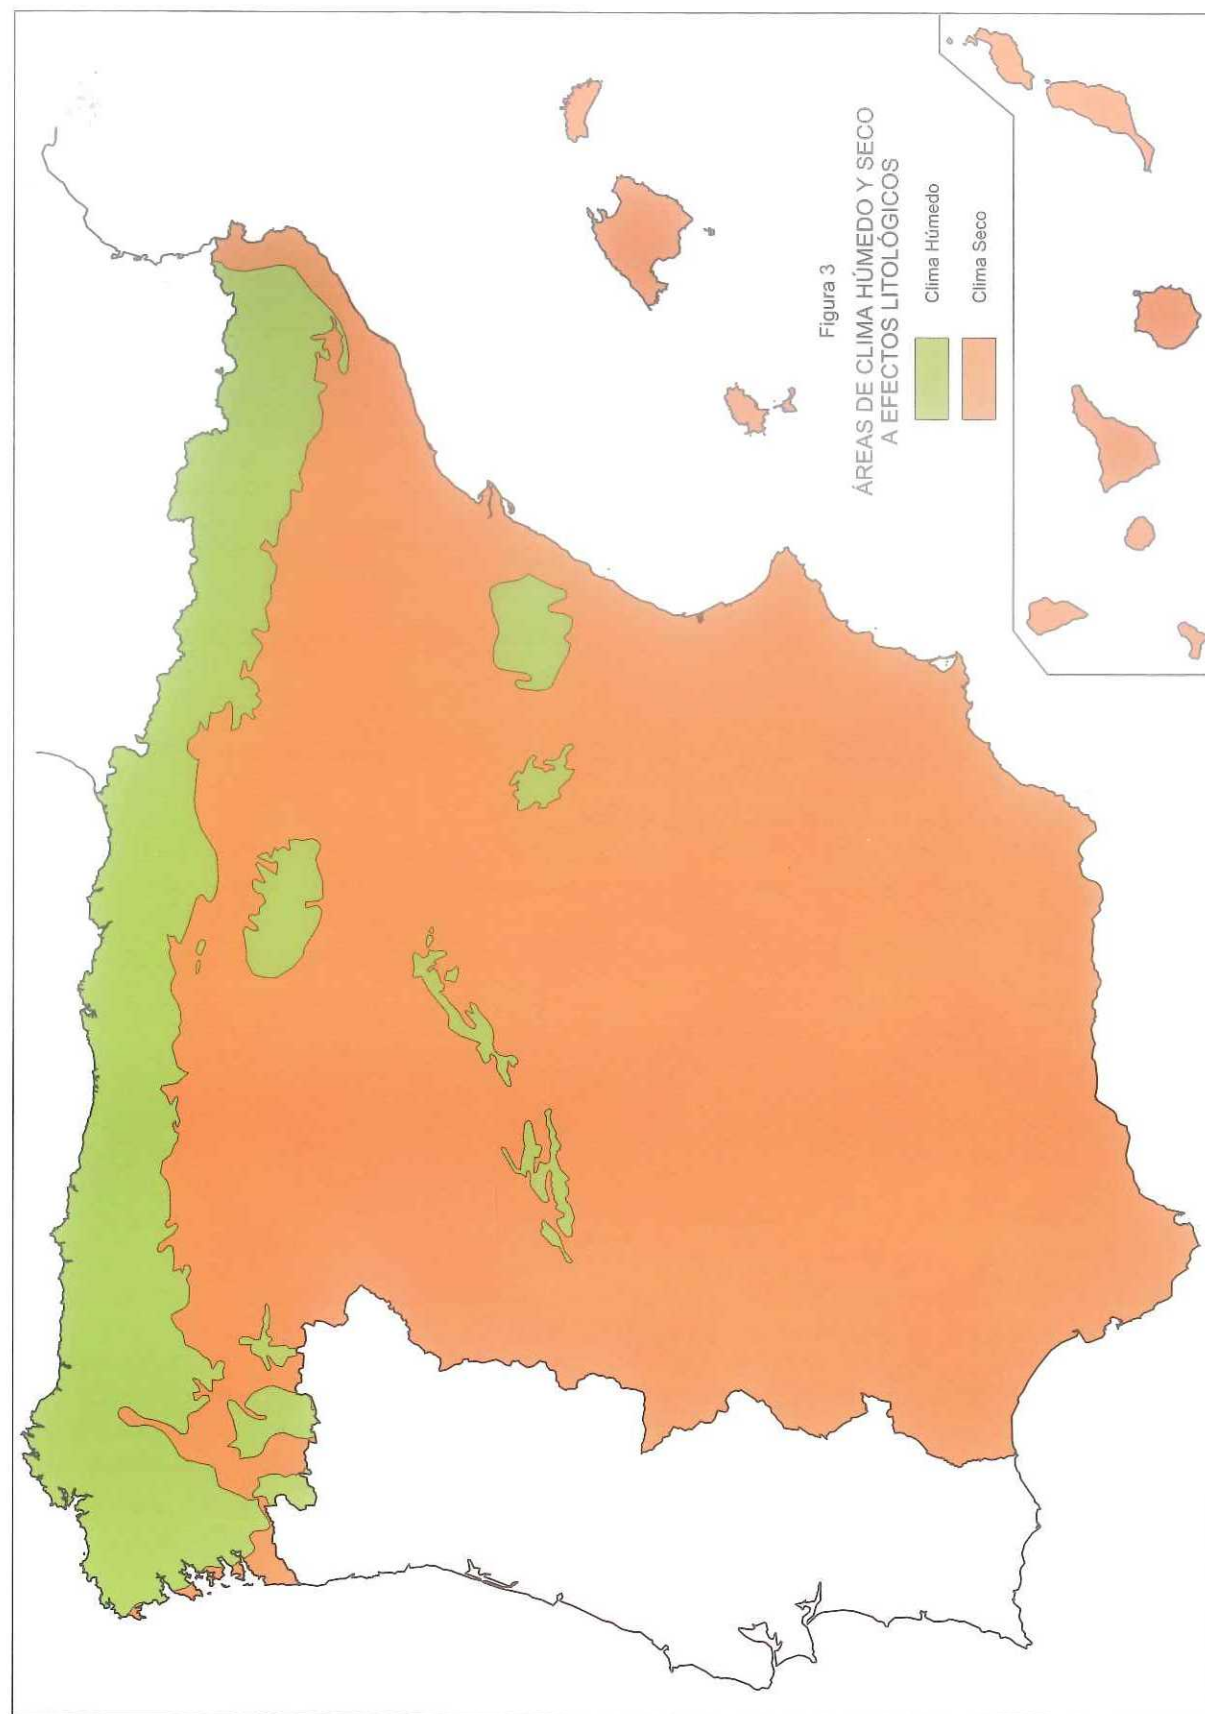 Figura 3
ÁREAS DE CLIMA HÚMEDO Y SECO
A EFECTOS LITOLÓGICOS
Clima Húmedo
Clima Seco